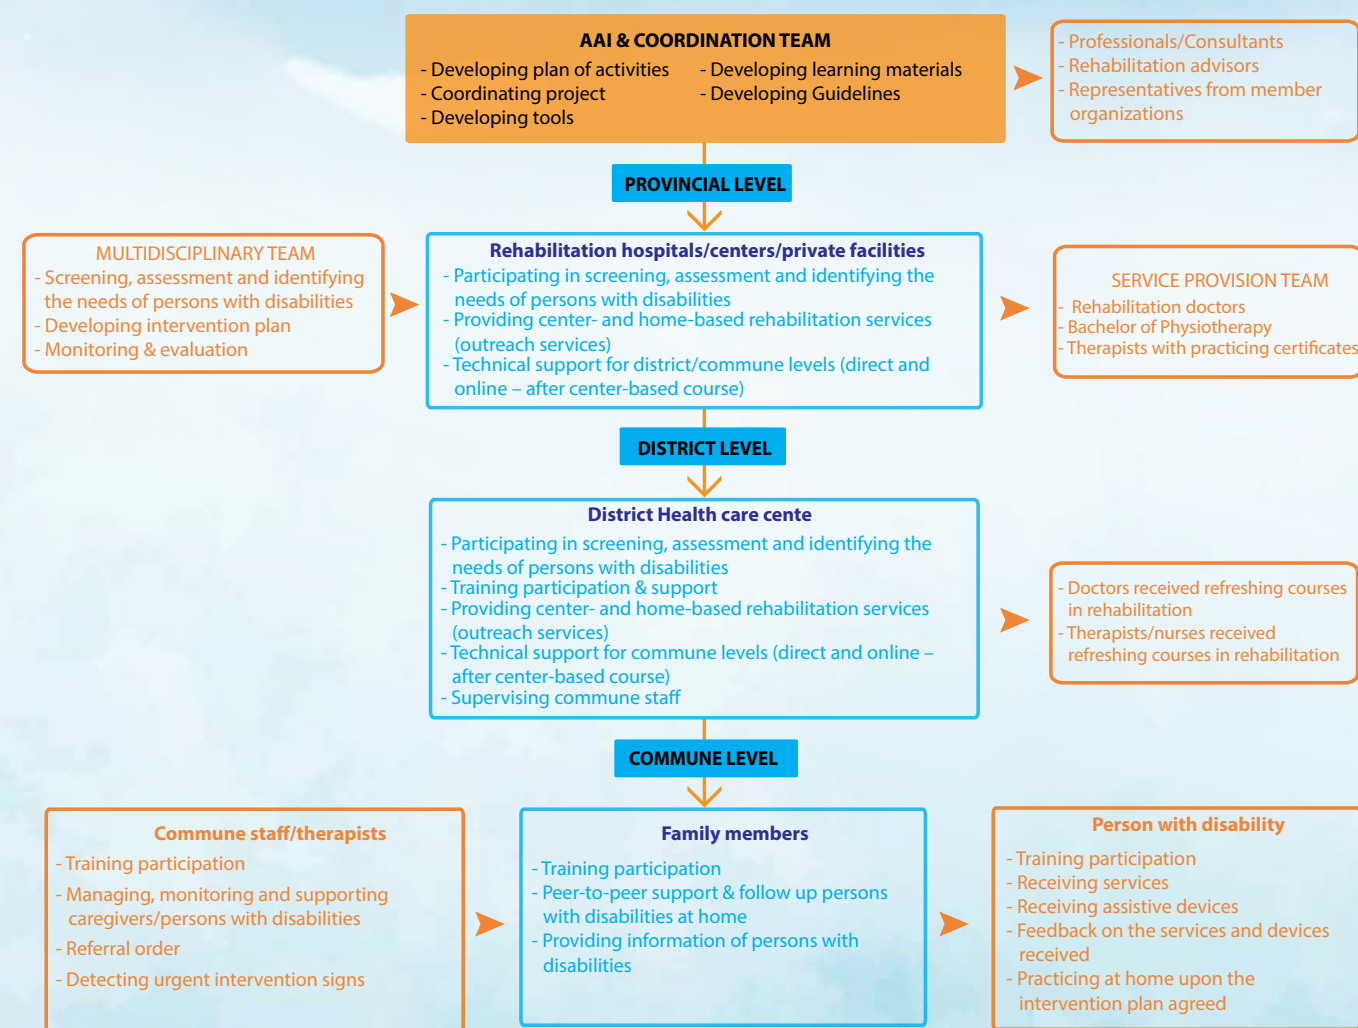 AAI & COORDINATION TEAM
- Developing plan of activities
- Coordinating project
- Developing tools
- Developing learning materials
- Developing Guidelines
- Professionals/Consultants
- Rehabilitation advisors
- Representatives from member
organizations
PROVINCIAL LEVEL
MULTIDISCIPLINARY TEAM
- Screening, assessment and identifying
the needs of persons with disabilities
- Developing intervention plan
- Monitoring & evaluation
Rehabilitation hospitals/centers/private facilities
- Participating in screening, assessment and identifying the
needs of persons with disabilities
- Providing center- and home-based rehabilitation services
(outreach services)
- Technical support for district/commune levels (direct and
online – after center-based course)
SERVICE PROVISION TEAM
- Rehabilitation doctors
- Bachelor of Physiotherapy
- Therapists with practicing certificates
DISTRICT LEVEL
District Health care cente
- Participating in screening, assessment and identifying the
needs of persons with disabilities
- Training participation & support
- Providing center- and home-based rehabilitation services
(outreach services)
- Technical support for commune levels (direct and online –
after center-based course)
- Supervising commune staff
- Doctors received refreshing courses
in rehabilitation
- Therapists/nurses received
refreshing courses in rehabilitation
COMMUNE LEVEL
Commune staff/therapists
- Training participation
- Managing, monitoring and supporting
caregivers/persons with disabilities
- Referral order
- Detecting urgent intervention signs
Family members
- Training participation
- Peer-to-peer support & follow up persons
with disabilities at home
- Providing information of persons with
disabilities
Person with disability
- Training participation
- Receiving services
- Receiving assistive devices
- Feedback on the services and devices
received
- Practicing at home upon the
intervention plan agreed